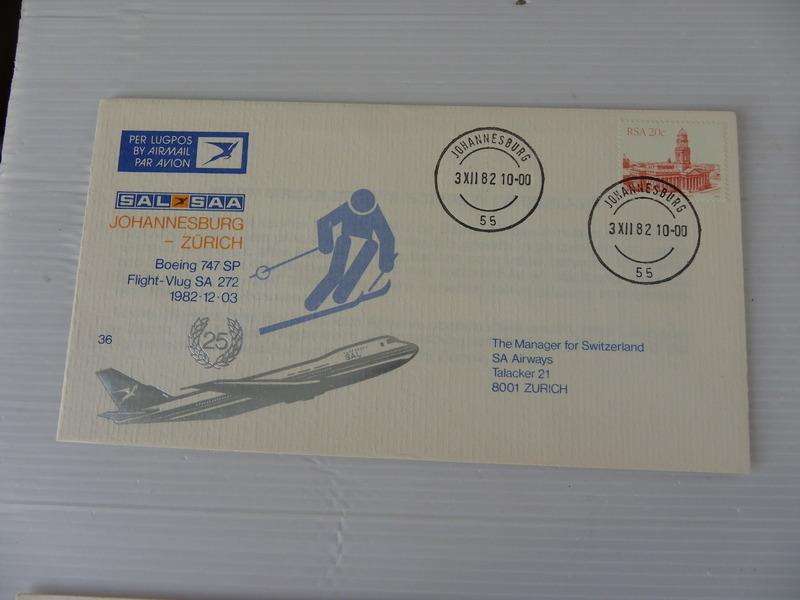 PER LUGPOS
BY AIRMAIL
PAR AVION
SAL SAA
JOHANNESBURG
- ZÜRICH
Boeing 747 SP
Flight-Vlug SA 272
1982-12-03
36
25
JOHANNESBURG
3 XII 82 10-00
55
RSA 20c
JOHANNESBURG
3 XII 82 10-00
55
The Manager for Switzerland
SA Airways
Talacker 21
8001 ZURICH